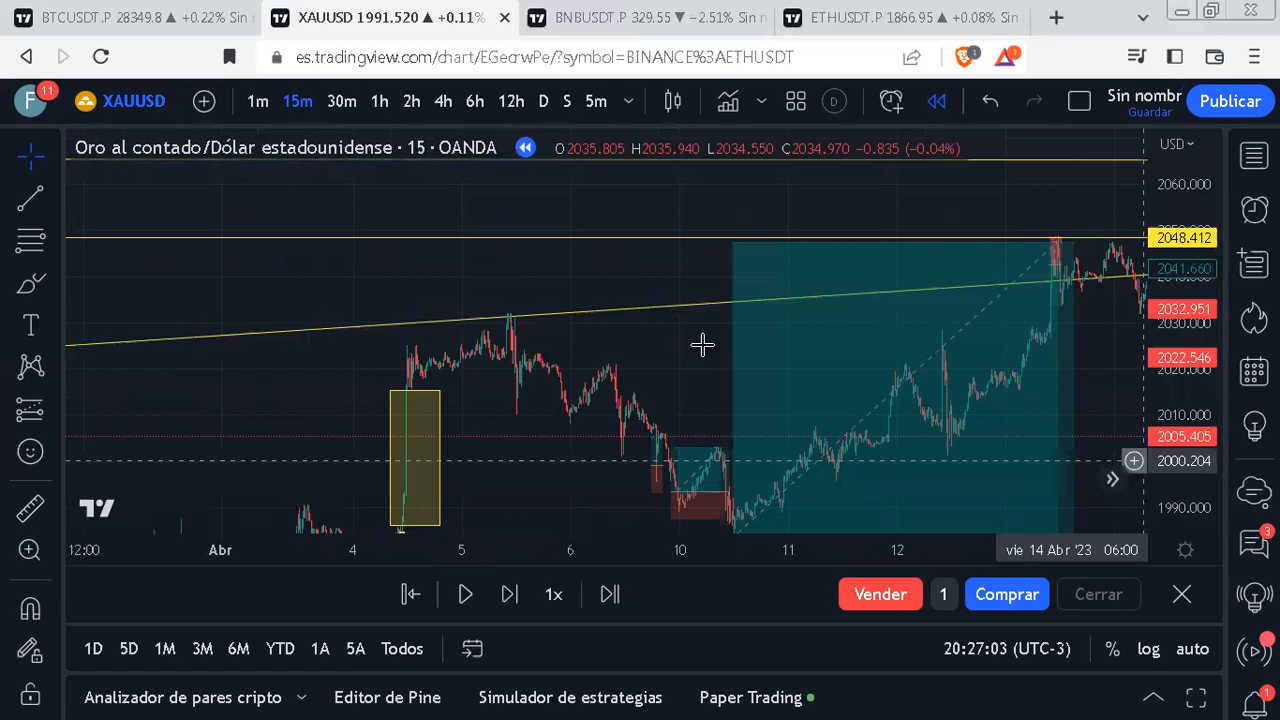 BTCUSDT.P 28349.8 ▲ +0.22% Sin n
XAUUSD 1991.520 ▲ +0.11%
BNBUSDT.P 329.55 ▼ −2.51% Sin n
ETHUSDT.P 1866.95 ▲ +0.08% Sin
es.tradingview.com/chart/EGecrwPe/?symbol=BINANCE%3AETHUSDT
1
F
11
XAUUSD
1m 15m 30m 1h 2h 4h 6h 12h D S 5m
D
Sin nombr
Guardar
Publicar
Oro al contado/Dólar estadounidense · 15 · OANDA
O2035.805 H2035.940 L2034.550 C2034.970 −0.835 (−0.04%)
USD
2060.000
2048.412
2041.660
2032.951
2030.000
2022.546
2020.000
2010.000
2005.405
2000.204
1990.000
12:00 Abr 4 5 6 10 11 12 vie 14 Abr '23 06:00
1x
Vender
1
Comprar
Cerrar
3
1D 5D 1M 3M 6M YTD 1A 5A Todos
20:27:03 (UTC-3)
% log auto
Analizador de pares cripto
Editor de Pine
Simulador de estrategias
Paper Trading
1